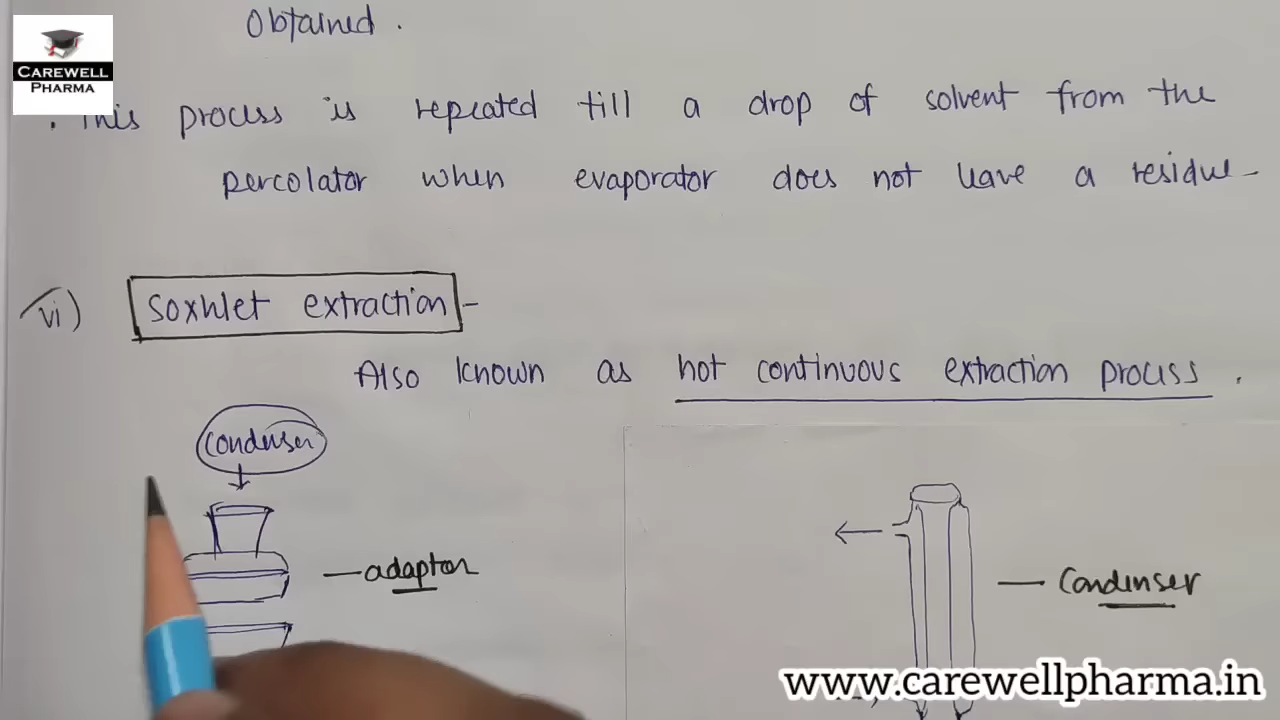 CAREWELL
PHARMA
Obtained.
. This process is repeated till a drop of solvent from the
percolator when evaporator does not leave a residue-
vi) Soxhlet extraction-
Also known as hot continuous extraction process.
Condenser
adaptor
Condenser
www.carewellpharma.in